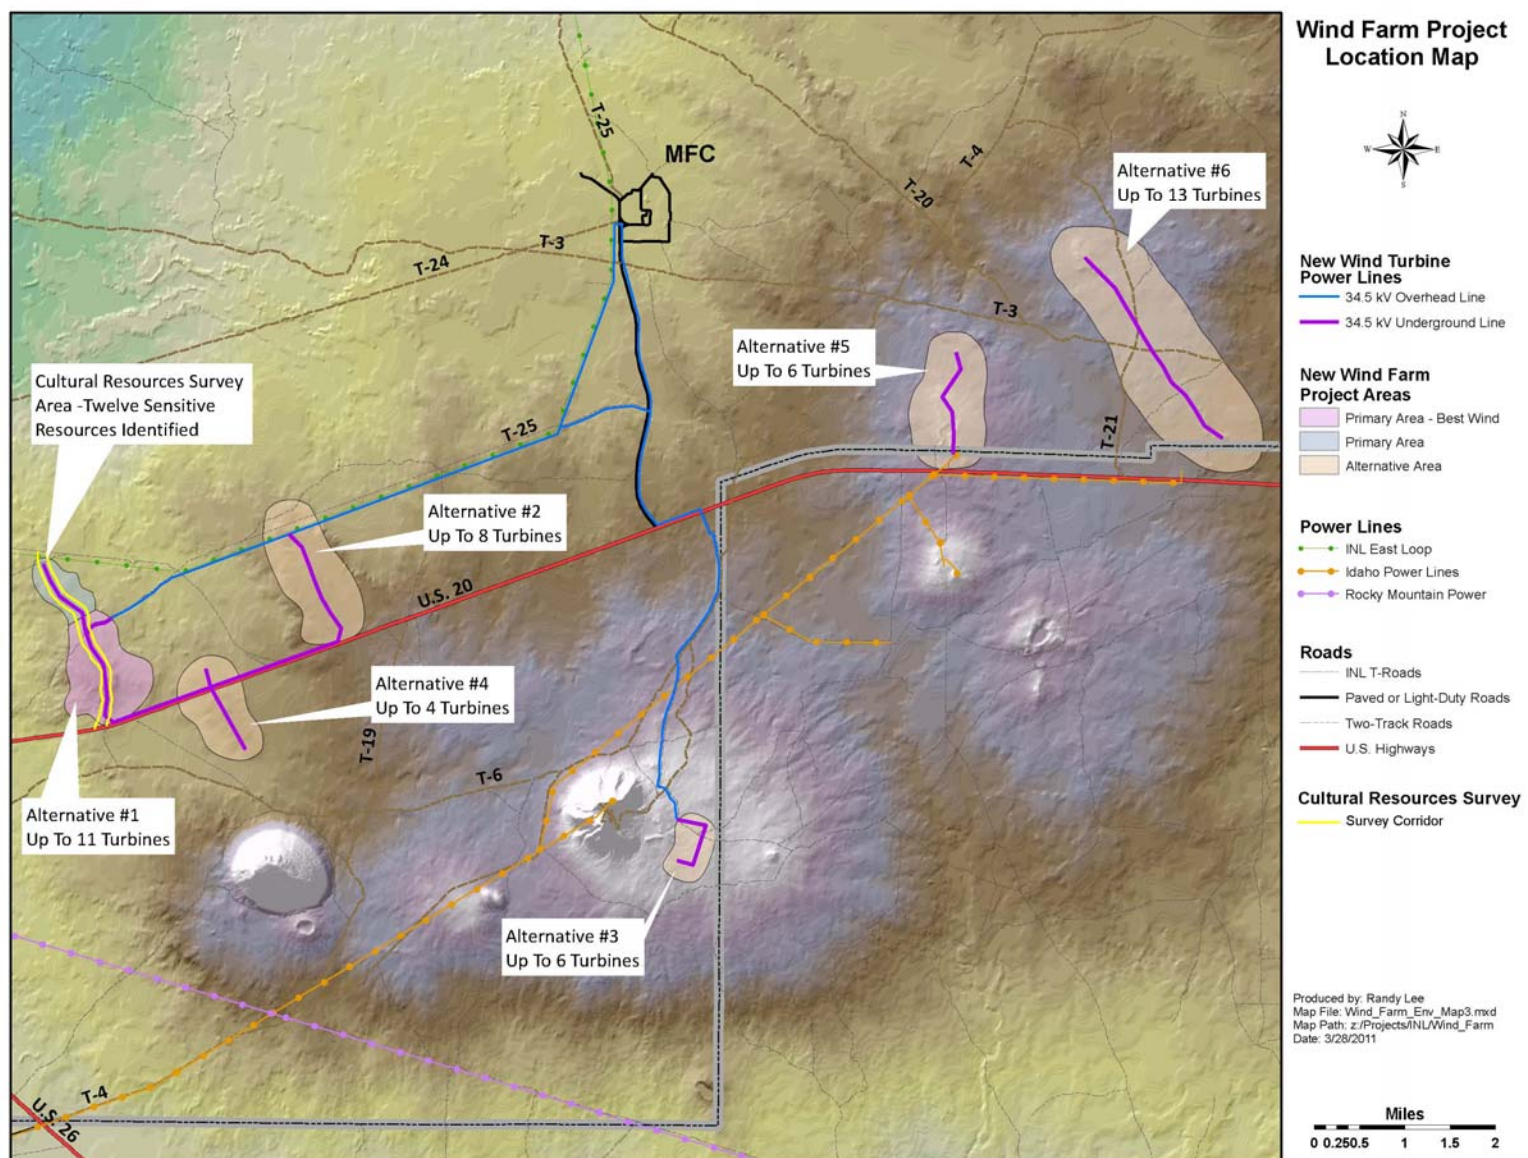 Wind Farm Project
Location Map
N
W
E
S
T-25
MFC
T-4
T-20
Alternative #6
Up To 13 Turbines
T-3
T-24
T-3
New Wind Turbine
Power Lines
34.5 kV Overhead Line
34.5 kV Underground Line
Alternative #5
Up To 6 Turbines
Cultural Resources Survey
Area -Twelve Sensitive
Resources Identified
New Wind Farm
Project Areas
Primary Area - Best Wind
Primary Area
Alternative Area
T-25
T-21
Alternative #2
Up To 8 Turbines
Power Lines
INL East Loop
Idaho Power Lines
Rocky Mountain Power
U.S. 20
Roads
INL T-Roads
Paved or Light-Duty Roads
Two-Track Roads
U.S. Highways
Alternative #4
Up To 4 Turbines
T-19
T-6
Cultural Resources Survey
Survey Corridor
Alternative #1
Up To 11 Turbines
Alternative #3
Up To 6 Turbines
Produced by: Randy Lee
Map File: Wind_Farm_Env_Map3.mxd
Map Path: z:/Projects/INL/Wind_Farm
Date: 3/28/2011
T-4
U.S. 26
Miles
0 0.250.5 1 1.5 2